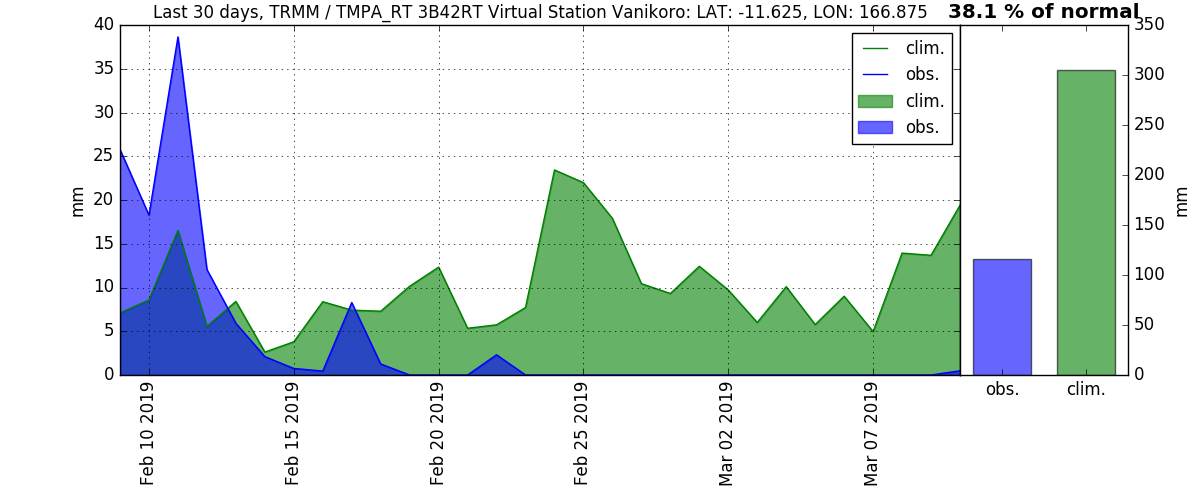 Last 30 days, TRMM / TMPA_RT 3B42RT Virtual Station Vanikoro: LAT: -11.625, LON: 166.875
38.1 % of normal
40
35
30
25
20
15
10
5
0
mm
clim.
obs.
clim.
obs.
Feb 10 2019
Feb 15 2019
Feb 20 2019
Feb 25 2019
Mar 02 2019
Mar 07 2019
350
300
250
200
150
100
50
0
mm
obs.
clim.